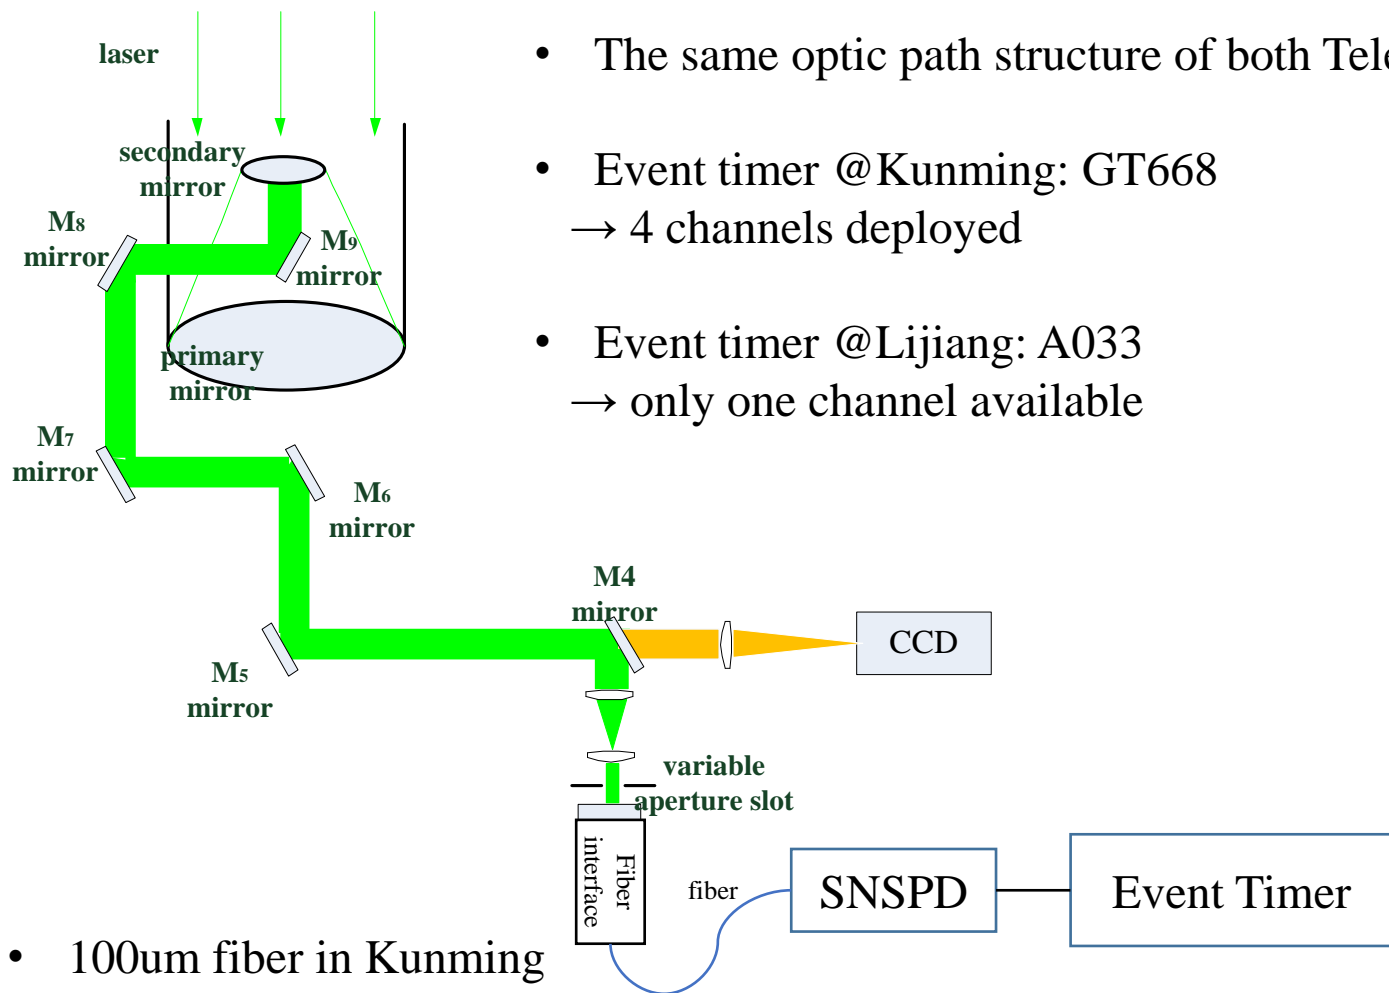 laser
• The same optic path structure of both Tele
secondary
mirror
• Event timer @Kunming: GT668
→ 4 channels deployed
M8
mirror
M9
mirror
• Event timer @Lijiang: A033
→ only one channel available
primary
mirror
M7
mirror
M6
mirror
M4
mirror
CCD
M5
mirror
variable
aperture slot
Fiber
interface
fiber
SNSPD
Event Timer
• 100um fiber in Kunming